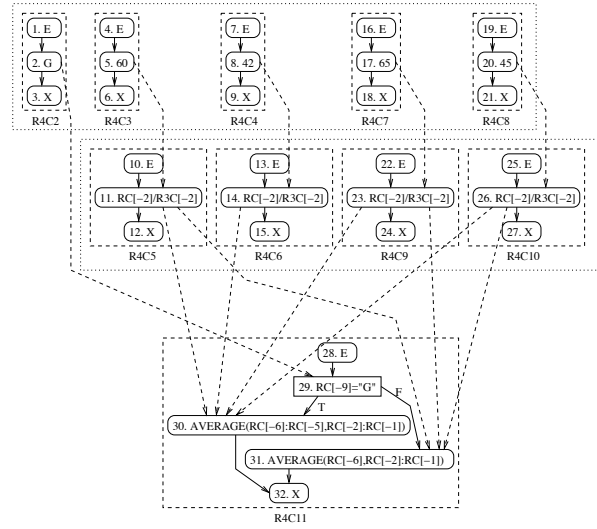 1. E
4. E
7. E
16. E
19. E
2. G
5. 60
8. 42
17. 65
20. 45
3. X
6. X
9. X
18. X
21. X
R4C2
R4C3
R4C4
R4C7
R4C8
10. E
13. E
22. E
25. E
11. RC[−2]/R3C[−2]
14. RC[−2]/R3C[−2]
23. RC[−2]/R3C[−2]
26. RC[−2]/R3C[−2]
12. X
15. X
24. X
27. X
R4C5
R4C6
R4C9
R4C10
28. E
29. RC[−9]="G"
F
T
30. AVERAGE(RC[−6]:RC[−5],RC[−2]:RC[−1])
31. AVERAGE(RC[−6],RC[−2]:RC[−1])
32. X
R4C11